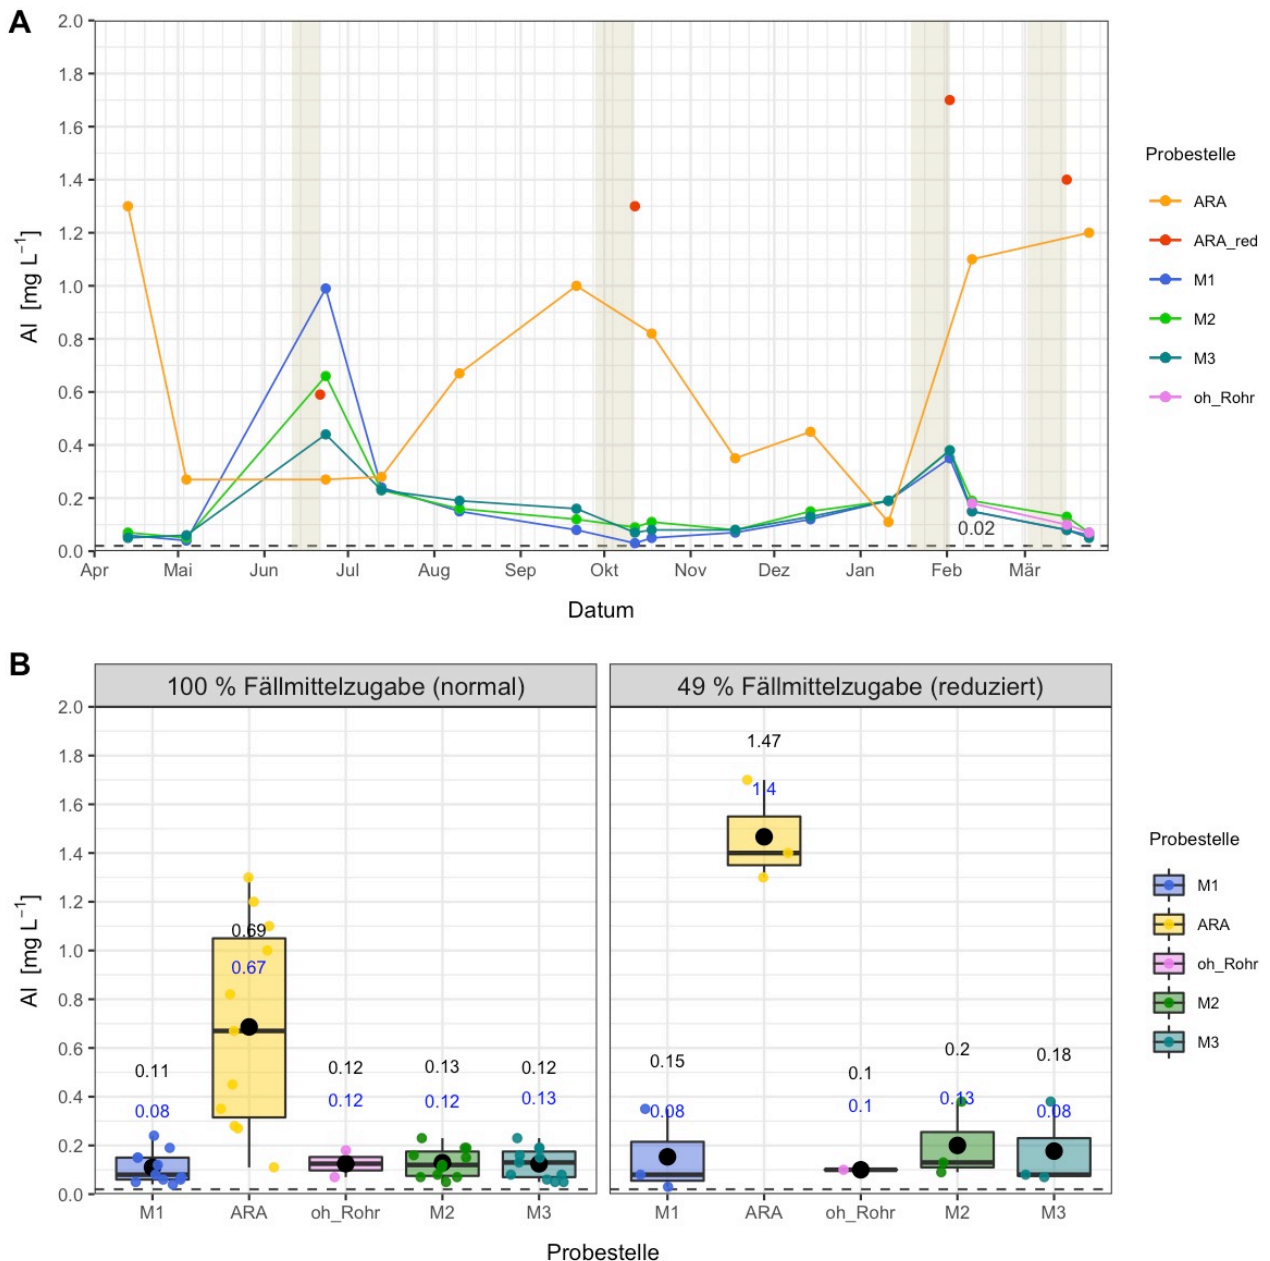 A
2.0
1.8
1.6
1.4
1.2
1.0
0.8
0.6
0.4
0.2
0.0
Al [mg L⁻¹]
0.02
Apr Mai Jun Jul Aug Sep Okt Nov Dez Jan Feb Mär
Datum
Probestelle
ARA
ARA_red
M1
M2
M3
oh_Rohr
B
100 % Fällmittelzugabe (normal)
49 % Fällmittelzugabe (reduziert)
2.0
1.8
1.6
1.4
1.2
1.0
0.8
0.6
0.4
0.2
0.0
Al [mg L⁻¹]
0.69
0.67
0.11 0.12 0.13 0.12
0.08 0.12 0.12 0.13
1.47
1.4
0.15 0.1 0.2 0.18
0.08 0.1 0.13 0.08
M1 ARA oh_Rohr M2 M3
M1 ARA oh_Rohr M2 M3
Probestelle
Probestelle
M1
ARA
oh_Rohr
M2
M3